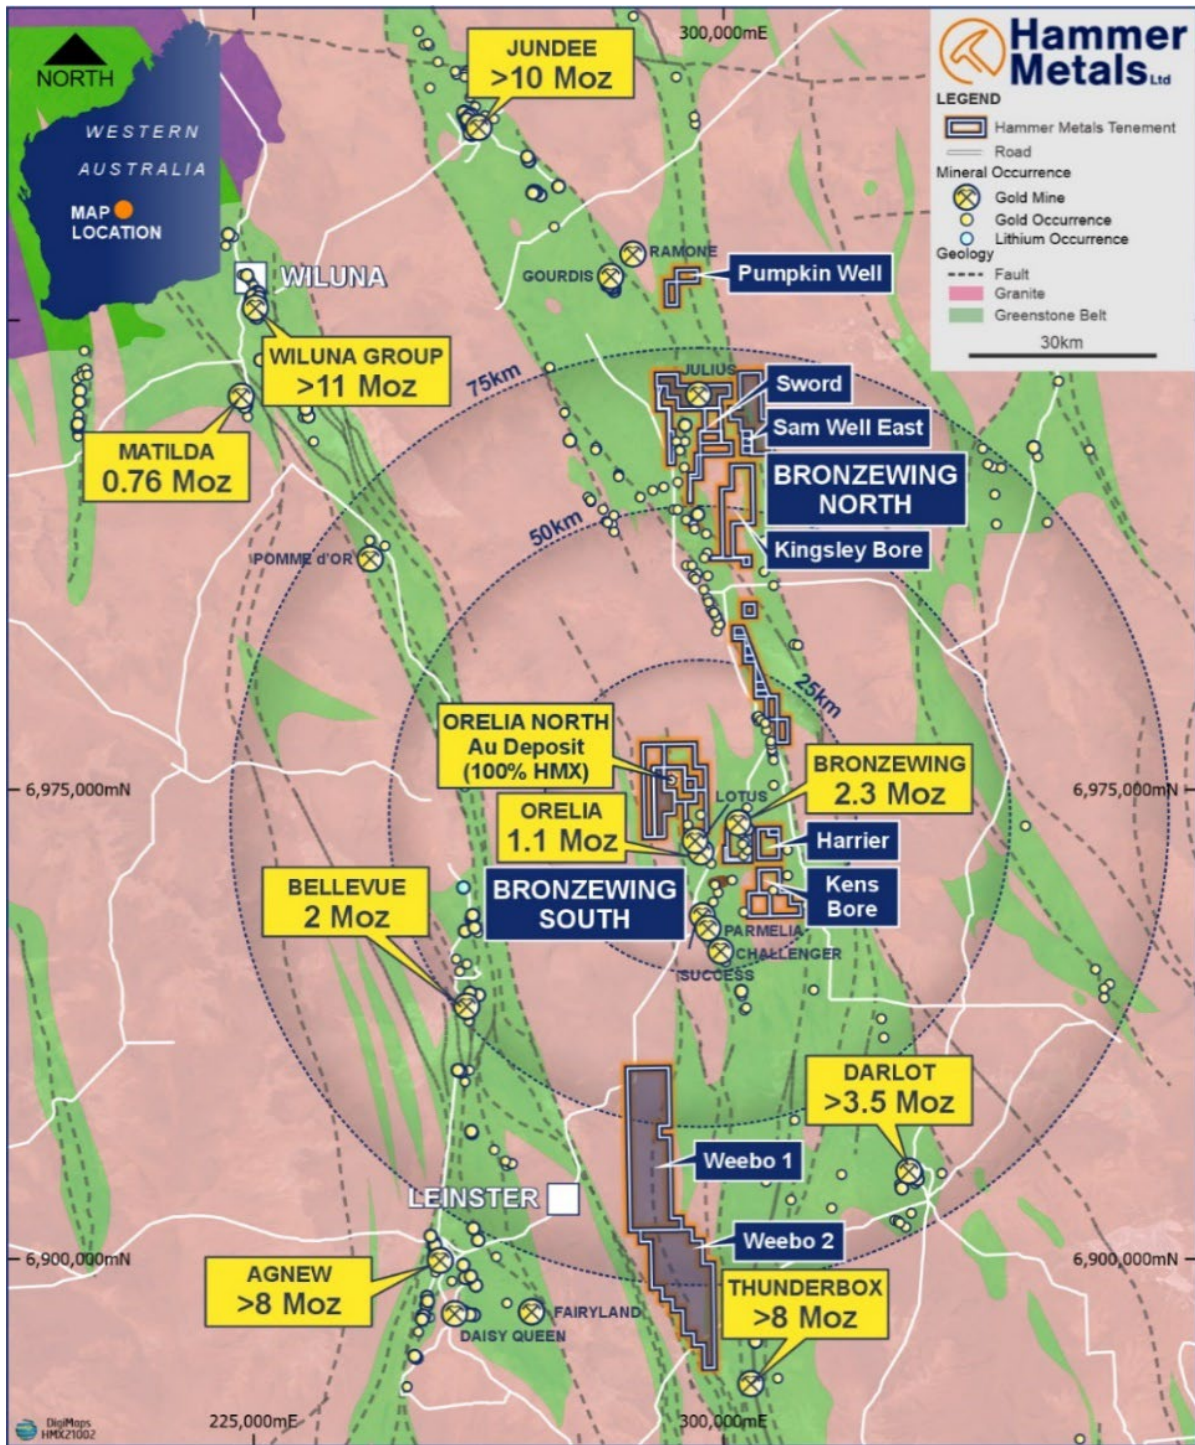 300,000mE
Hammer
Metals Ltd
NORTH
WESTERN
AUSTRALIA
MAP
LOCATION
JUNDEE
>10 Moz
LEGEND
Hammer Metals Tenement
Road
Mineral Occurrence
Gold Mine
Gold Occurrence
Lithium Occurrence
Geology
Fault
Granite
Greenstone Belt
30km
RAMONE
GOURDIS
Pumpkin Well
WILUNA
WILUNA GROUP
>11 Moz
75km
JULIUS
Sword
Sam Well East
MATILDA
0.76 Moz
BRONZEWING
NORTH
50km
Kingsley Bore
POMME d'OR
25km
ORELIA NORTH
Au Deposit
(100% HMX)
BRONZEWING
2.3 Moz
6,975,000mN
6,975,000mN
LOTUS
ORELIA
1.1 Moz
Harrier
BELLEVUE
2 Moz
BRONZEWING
SOUTH
Kens
Bore
PARMELIA
CHALLENGER
SUCCESS
DARLOT
>3.5 Moz
Weebo 1
LEINSTER
Weebo 2
6,900,000mN
6,900,000mN
AGNEW
>8 Moz
THUNDERBOX
>8 Moz
FAIRYLAND
DAISY QUEEN
DigiMaps
HMX21002
225,000mE
300,000mE